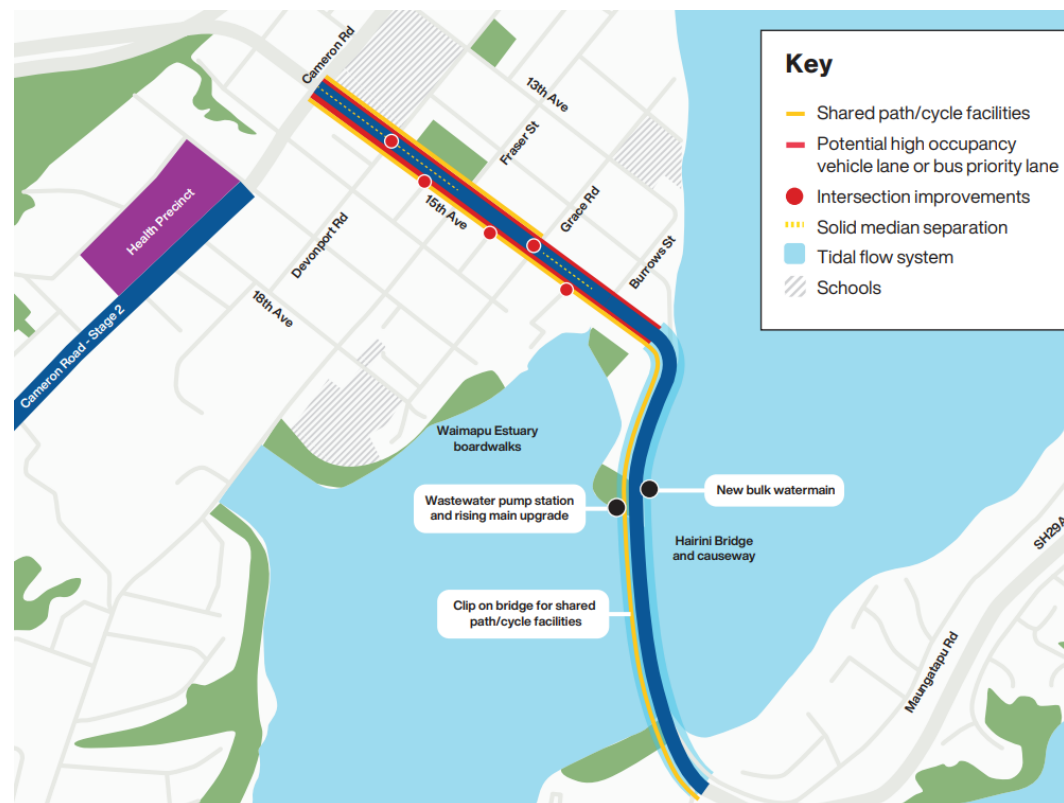 Cameron Rd
13th Ave
Fraser St
Grace Rd
15th Ave
Burrows St
Devonport Rd
18th Ave
Health Precinct
Cameron Road - Stage 2
Key
Shared path/cycle facilities
Potential high occupancy
vehicle lane or bus priority lane
Intersection improvements
Solid median separation
Tidal flow system
Schools
Waimapu Estuary
boardwalks
Wastewater pump station
and rising main upgrade
New bulk watermain
Hairini Bridge
and causeway
Clip on bridge for shared
path/cycle facilities
SH29A
Maungatapu Rd